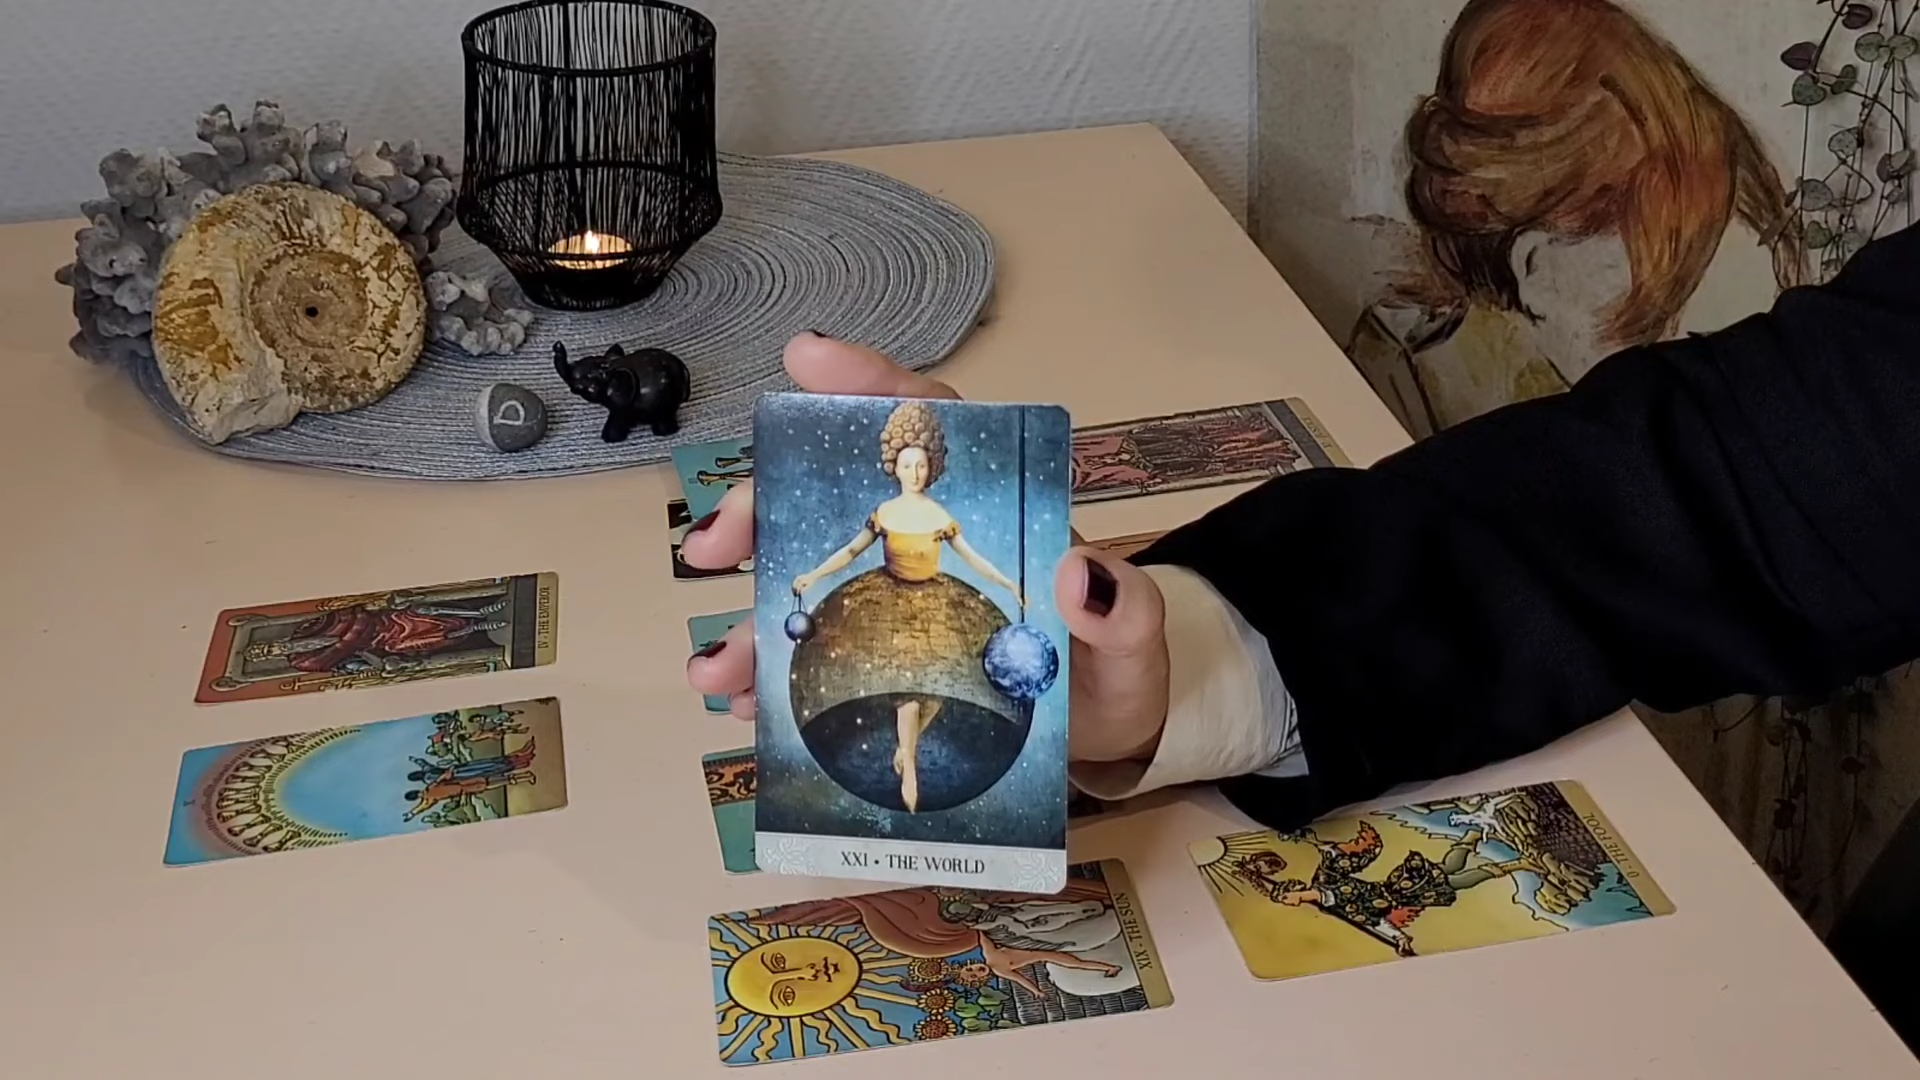 D
IV • THE EMPEROR
X
XXI • THE WORLD
XIX • THE SUN
0 • THE FOOL